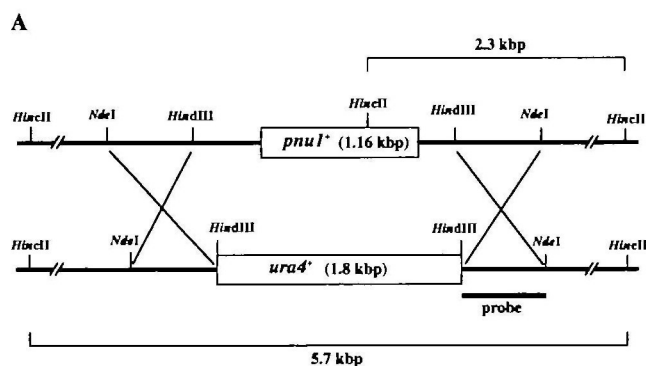 A
2.3 kbp
HincII
NdeI
HindIII
HincII
HindIII
NdeI
HincII
pnu1⁺ (1.16 kbp)
HincII
NdeI
HindIII
HindIII
NdeI
HincII
ura4⁺ (1.8 kbp)
probe
5.7 kbp